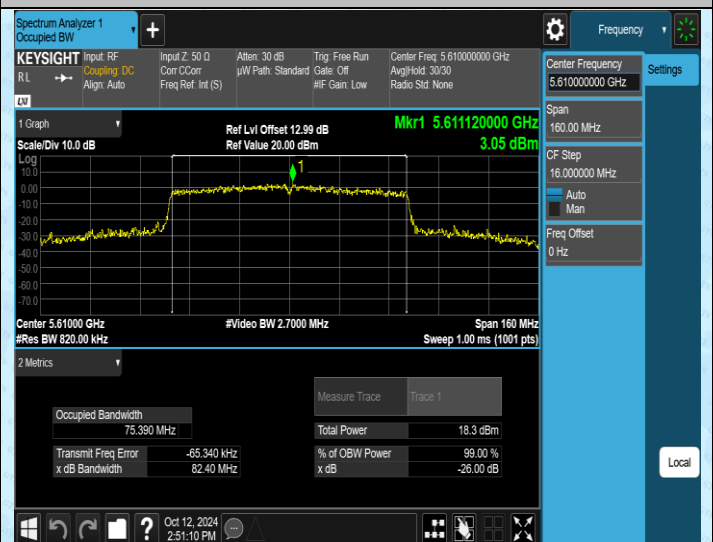 Spectrum Analyzer 1
Occupied BW
+
Frequency
KEYSIGHT
RL
LXI
Input: RF
Coupling: DC
Align: Auto
Input Z: 50 Ω
Corr CCorr
Freq Ref: Int (S)
Atten: 30 dB
µW Path: Standard
Trig: Free Run
Gate: Off
#IF Gain: Low
Center Freq: 5.610000000 GHz
Avg|Hold: 30/30
Radio Std: None
Center Frequency
5.610000000 GHz
Settings
Span
160.00 MHz
CF Step
16.000000 MHz
Auto
Man
Freq Offset
0 Hz
1 Graph
Scale/Div 10.0 dB
Ref Lvl Offset 12.99 dB
Ref Value 20.00 dBm
Mkr1 5.611120000 GHz
3.05 dBm
Log
10.0
0.00
-10.0
-20.0
-30.0
-40.0
-50.0
-60.0
-70.0
1
Center 5.61000 GHz
#Res BW 820.00 kHz
#Video BW 2.7000 MHz
Span 160 MHz
Sweep 1.00 ms (1001 pts)
2 Metrics
Measure Trace
Trace 1
Occupied Bandwidth
75.390 MHz
Total Power
18.3 dBm
Transmit Freq Error
-65.340 kHz
% of OBW Power
99.00 %
x dB Bandwidth
82.40 MHz
x dB
-26.00 dB
Local
?
Oct 12, 2024
2:51:10 PM